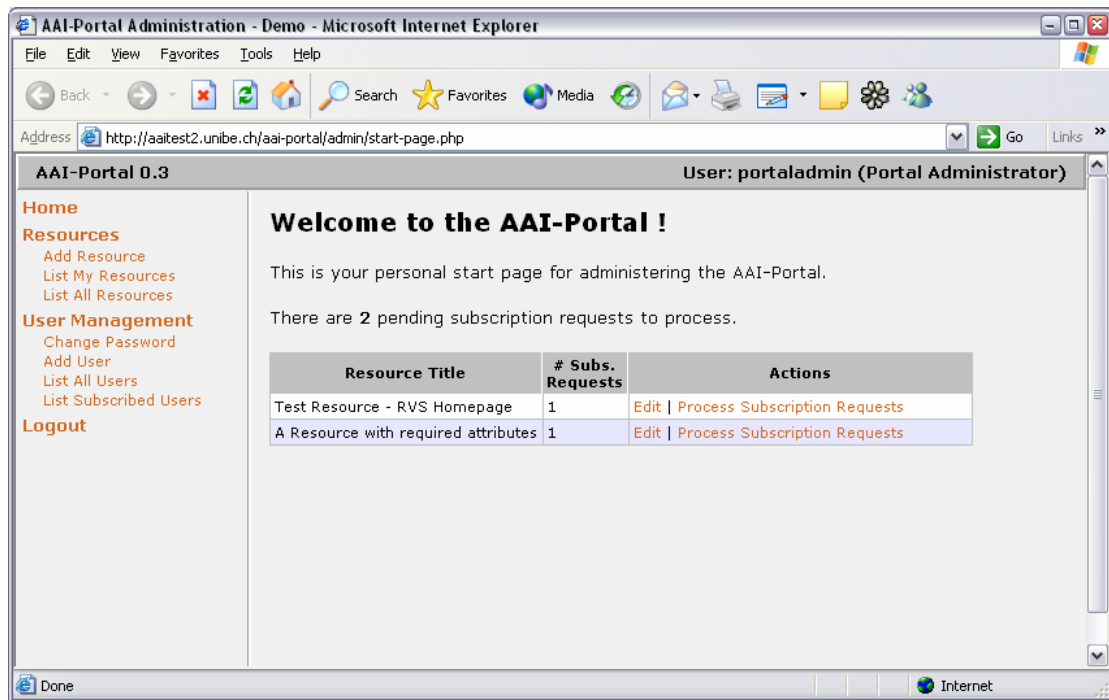 AAI-Portal Administration - Demo - Microsoft Internet Explorer
File Edit View Favorites Tools Help
Back Search Favorites Media
Address http://aaitest2.unibe.ch/aai-portal/admin/start-page.php Go Links »
AAI-Portal 0.3 User: portaladmin (Portal Administrator)
Home
Resources
Add Resource
List My Resources
List All Resources
User Management
Change Password
Add User
List All Users
List Subscribed Users
Logout
Welcome to the AAI-Portal !
This is your personal start page for administering the AAI-Portal.
There are 2 pending subscription requests to process.
Resource Title # Subs. Requests Actions
Test Resource - RVS Homepage 1 Edit | Process Subscription Requests
A Resource with required attributes 1 Edit | Process Subscription Requests
Done Internet